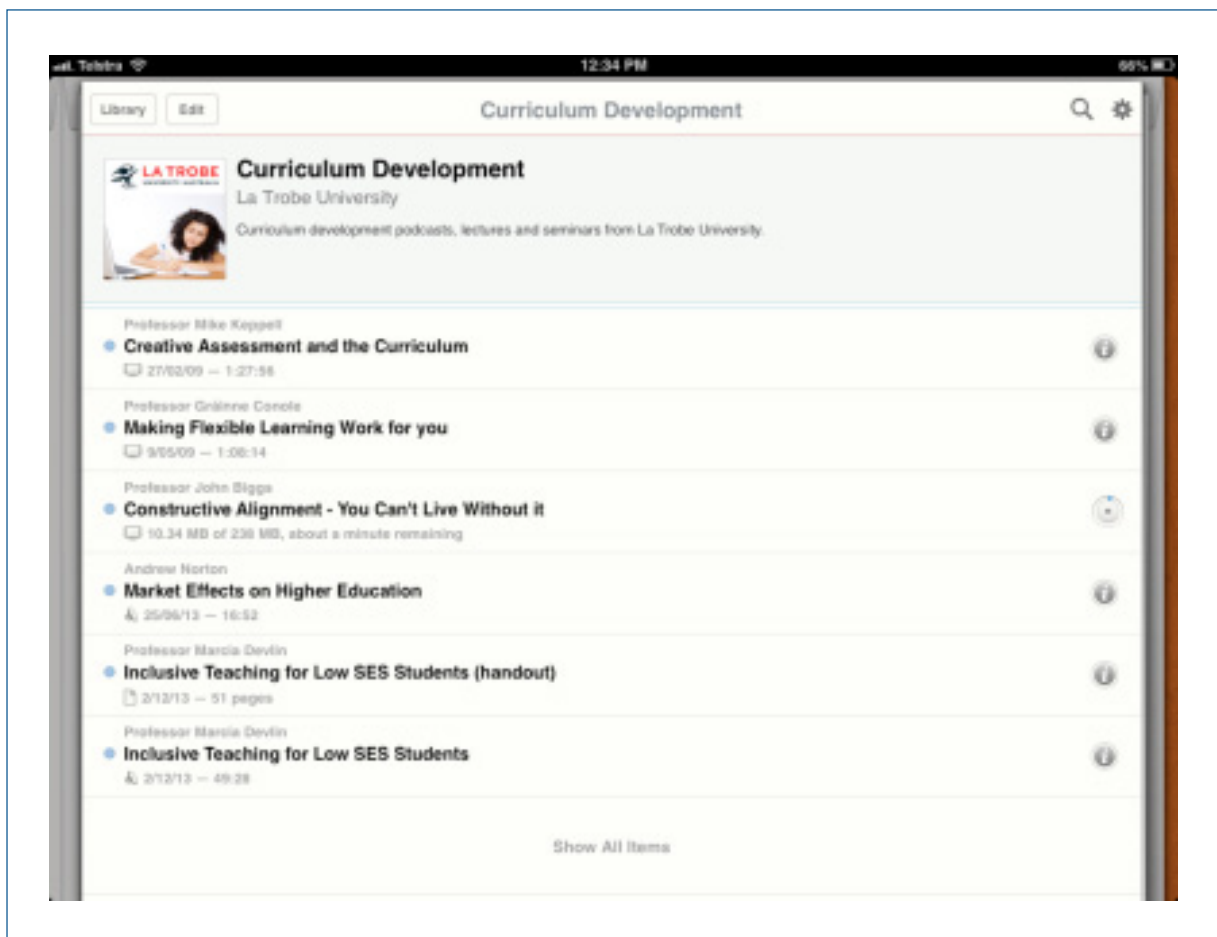 Telstra 12:34 PM 66%
Library Edit Curriculum Development
LA TROBE
UNIVERSITY AUSTRALIA
Curriculum Development
La Trobe University
Curriculum development podcasts, lectures and seminars from La Trobe University.
Professor Mike Keppell
Creative Assessment and the Curriculum
27/02/09 — 1:27:56
Professor Gráinne Conole
Making Flexible Learning Work for you
9/05/09 — 1:08:14
Professor John Biggs
Constructive Alignment - You Can't Live Without it
10.34 MB of 238 MB, about a minute remaining
Andrew Norton
Market Effects on Higher Education
25/06/13 — 16:52
Professor Marcia Devlin
Inclusive Teaching for Low SES Students (handout)
2/12/13 — 51 pages
Professor Marcia Devlin
Inclusive Teaching for Low SES Students
2/12/13 — 49:28
Show All Items